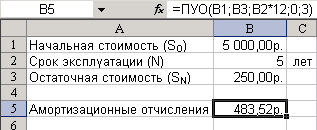 B5 fx =ПУО(B1;B3;B2*12;0;3)
A B C
1 Начальная стоимость (S0) 5 000,00р.
2 Срок эксплуатации (N) 5 лет
3 Остаточная стоимость (SN) 250,00р.
4
5 Амортизационные отчисления 483,52р.